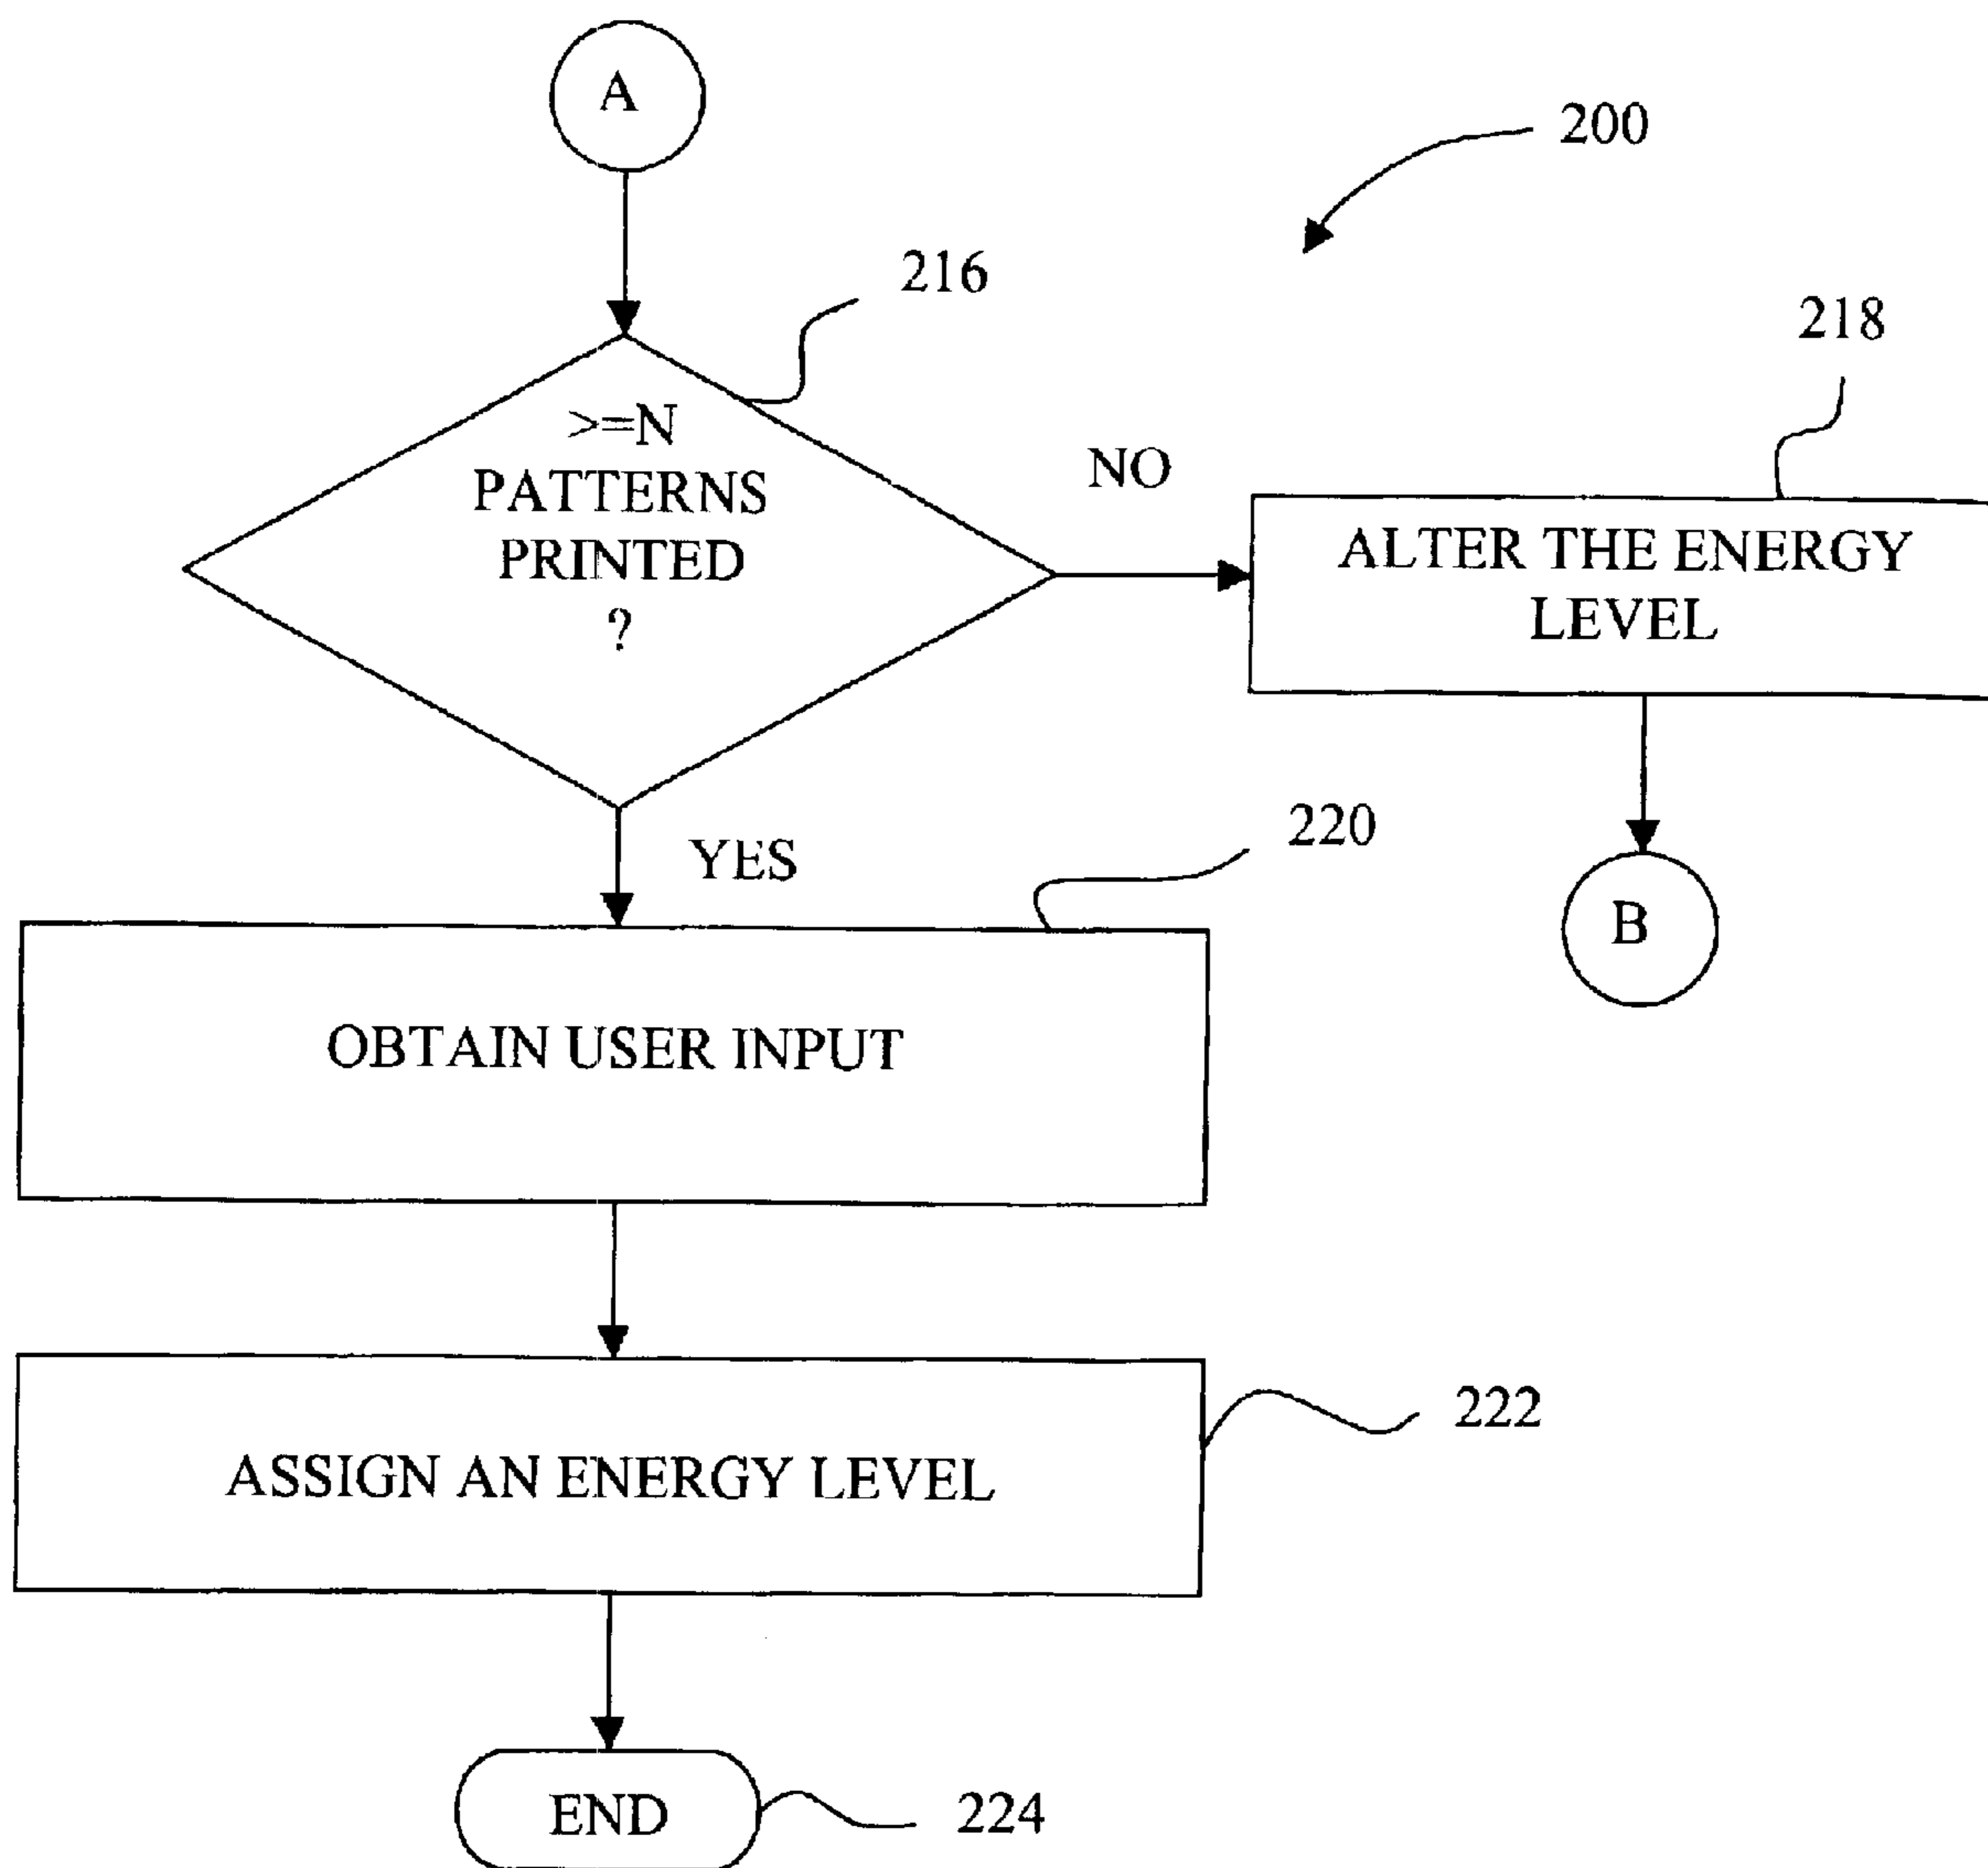 A
200
216
218
>=N
PATTERNS
PRINTED
?
NO
ALTER THE ENERGY
LEVEL
YES
220
B
OBTAIN USER INPUT
222
ASSIGN AN ENERGY LEVEL
END
224